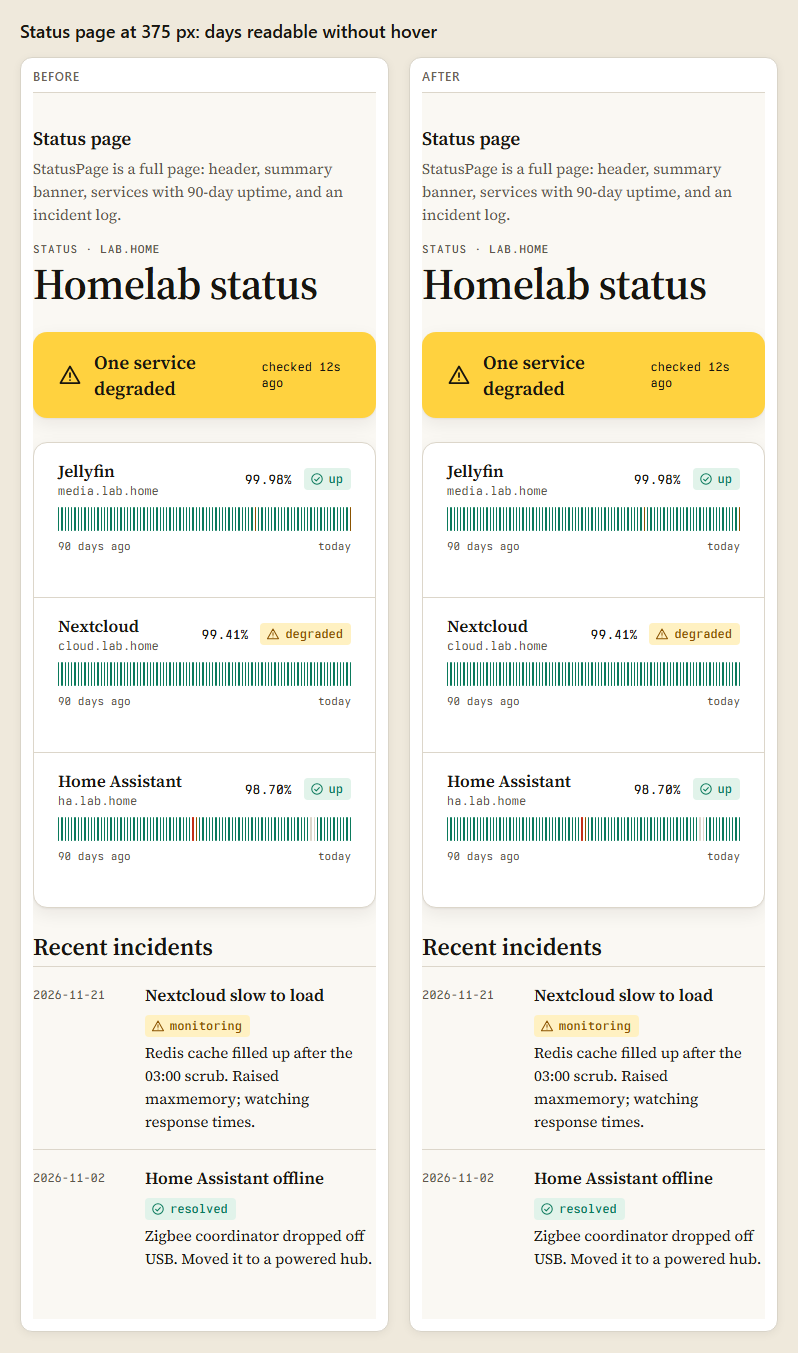 Status page at 375 px: days readable without hover
BEFORE
Status page
StatusPage is a full page: header, summary
banner, services with 90-day uptime, and an
incident log.
STATUS · LAB.HOME
Homelab status
One service
degraded
checked 12s
ago
Jellyfin
media.lab.home
99.98%
up
90 days ago
today
Nextcloud
cloud.lab.home
99.41%
degraded
90 days ago
today
Home Assistant
ha.lab.home
98.70%
up
90 days ago
today
Recent incidents
2026-11-21
Nextcloud slow to load
monitoring
Redis cache filled up after the
03:00 scrub. Raised
maxmemory; watching
response times.
2026-11-02
Home Assistant offline
resolved
Zigbee coordinator dropped off
USB. Moved it to a powered hub.
AFTER
Status page
StatusPage is a full page: header, summary
banner, services with 90-day uptime, and an
incident log.
STATUS · LAB.HOME
Homelab status
One service
degraded
checked 12s
ago
Jellyfin
media.lab.home
99.98%
up
90 days ago
today
Nextcloud
cloud.lab.home
99.41%
degraded
90 days ago
today
Home Assistant
ha.lab.home
98.70%
up
90 days ago
today
Recent incidents
2026-11-21
Nextcloud slow to load
monitoring
Redis cache filled up after the
03:00 scrub. Raised
maxmemory; watching
response times.
2026-11-02
Home Assistant offline
resolved
Zigbee coordinator dropped off
USB. Moved it to a powered hub.